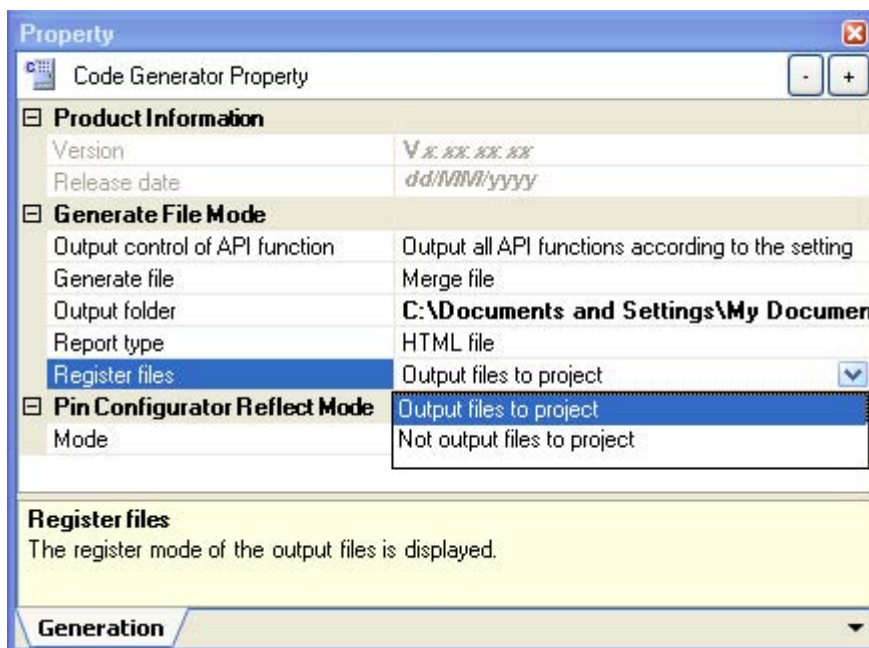 Property
Code Generator Property
- +
Product Information
Version V x.xx.xx.xx
Release date dd/MM/yyyy
Generate File Mode
Output control of API function Output all API functions according to the setting
Generate file Merge file
Output folder C:\Documents and Settings\My Documen
Report type HTML file
Register files Output files to project
Pin Configurator Reflect Mode Output files to project
Mode Not output files to project
Register files
The register mode of the output files is displayed.
Generation